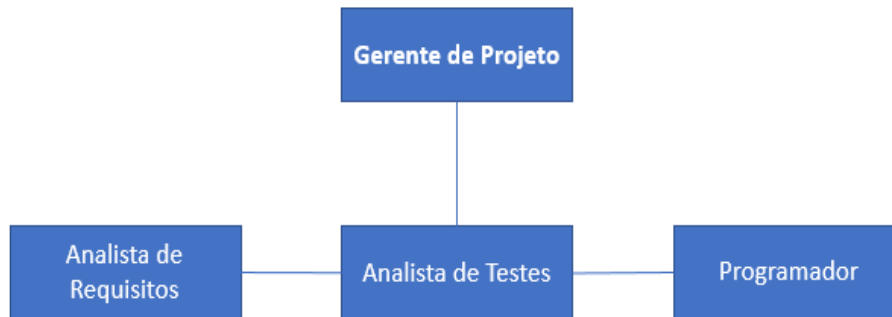 Gerente de Projeto
Analista de
Requisitos
Analista de Testes
Programador